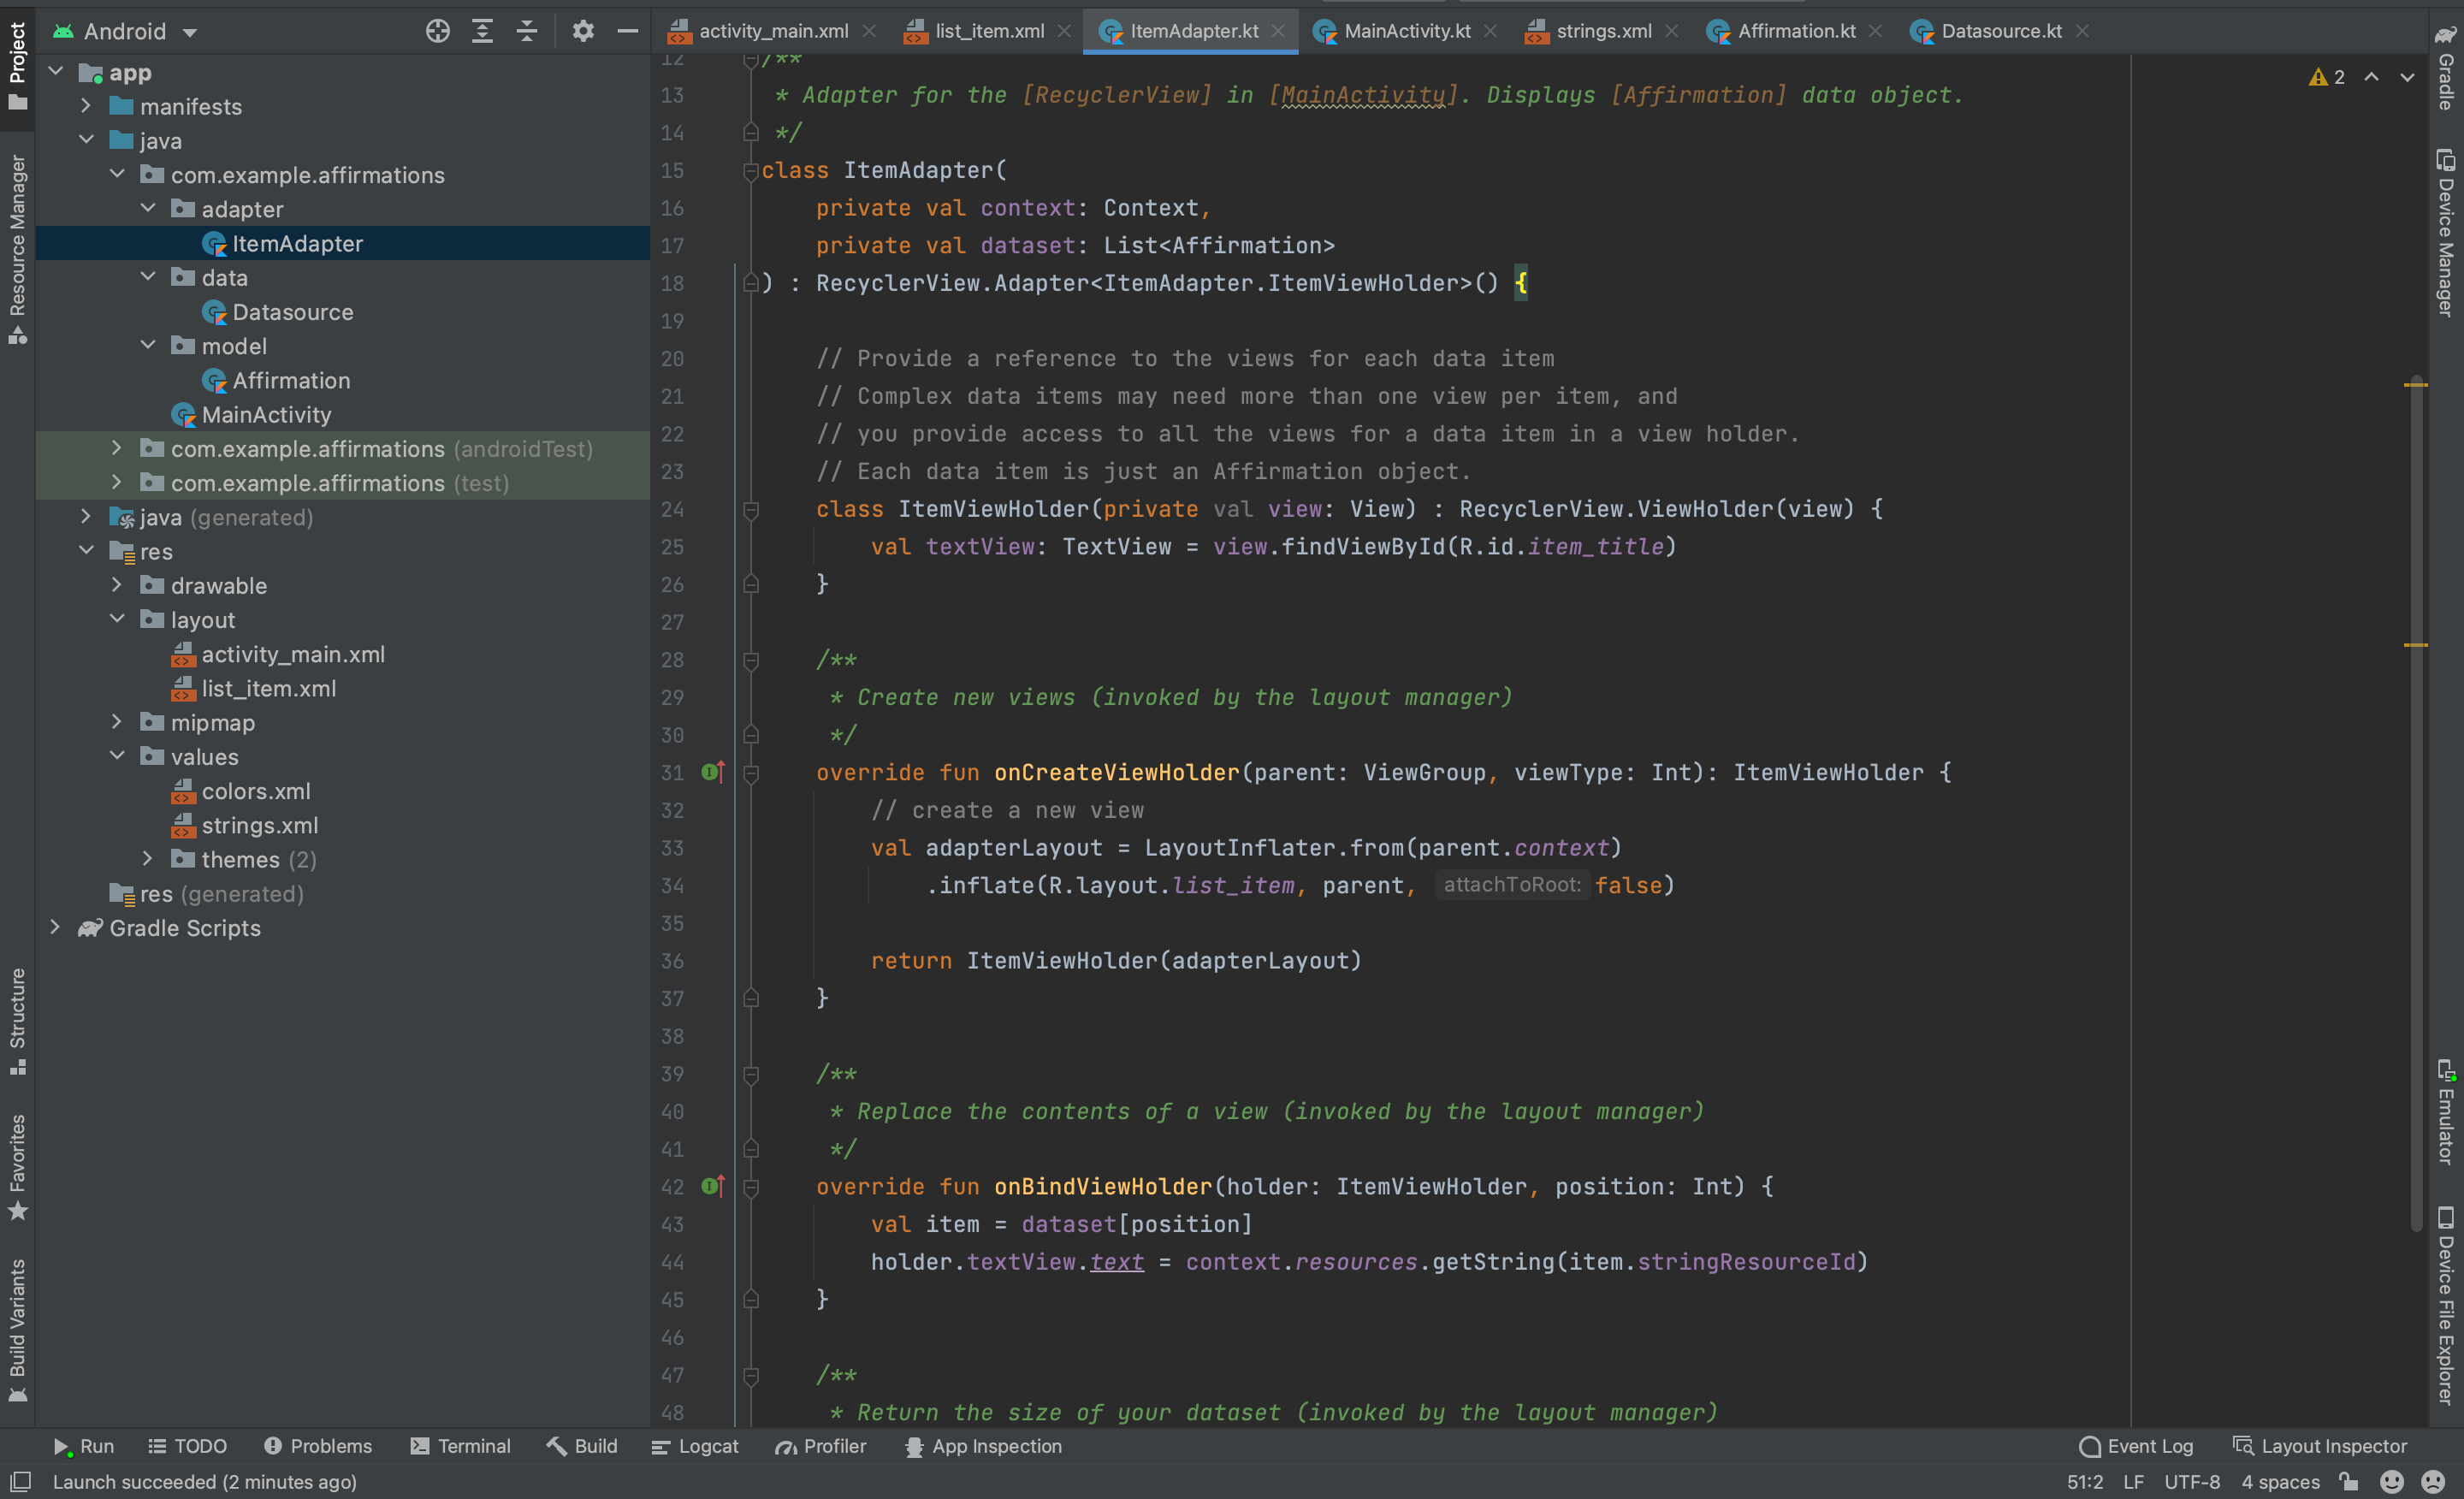 Android
activity_main.xml
list_item.xml
ItemAdapter.kt
MainActivity.kt
strings.xml
Affirmation.kt
Datasource.kt
Project
Resource Manager
Structure
Favorites
Build Variants
app
manifests
java
com.example.affirmations
adapter
ItemAdapter
data
Datasource
model
Affirmation
MainActivity
com.example.affirmations (androidTest)
com.example.affirmations (test)
java (generated)
res
drawable
layout
activity_main.xml
list_item.xml
mipmap
values
colors.xml
strings.xml
themes (2)
res (generated)
Gradle Scripts
2
12 /**
13 * Adapter for the [RecyclerView] in [MainActivity]. Displays [Affirmation] data object.
14 */
15 class ItemAdapter(
16 private val context: Context,
17 private val dataset: List<Affirmation>
18 ) : RecyclerView.Adapter<ItemAdapter.ItemViewHolder>() {
19
20 // Provide a reference to the views for each data item
21 // Complex data items may need more than one view per item, and
22 // you provide access to all the views for a data item in a view holder.
23 // Each data item is just an Affirmation object.
24 class ItemViewHolder(private val view: View) : RecyclerView.ViewHolder(view) {
25 val textView: TextView = view.findViewById(R.id.item_title)
26 }
27
28 /**
29 * Create new views (invoked by the layout manager)
30 */
31 override fun onCreateViewHolder(parent: ViewGroup, viewType: Int): ItemViewHolder {
32 // create a new view
33 val adapterLayout = LayoutInflater.from(parent.context)
34 .inflate(R.layout.list_item, parent, attachToRoot: false)
35
36 return ItemViewHolder(adapterLayout)
37 }
38
39 /**
40 * Replace the contents of a view (invoked by the layout manager)
41 */
42 override fun onBindViewHolder(holder: ItemViewHolder, position: Int) {
43 val item = dataset[position]
44 holder.textView.text = context.resources.getString(item.stringResourceId)
45 }
46
47 /**
48 * Return the size of your dataset (invoked by the layout manager)
Gradle
Device Manager
Emulator
Device File Explorer
Run
TODO
Problems
Terminal
Build
Logcat
Profiler
App Inspection
Event Log
Layout Inspector
Launch succeeded (2 minutes ago)
51:2 LF UTF-8 4 spaces